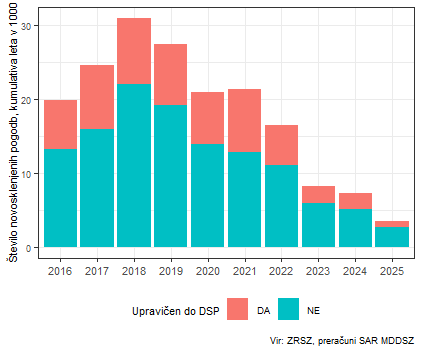 Število novosklenjenih pogodb, kumulativa leta v 1000
30
20
10
0
2016 2017 2018 2019 2020 2021 2022 2023 2024 2025
Upravičen do DSP DA NE
Vir: ZRSZ, preračuni SAR MDDSZ